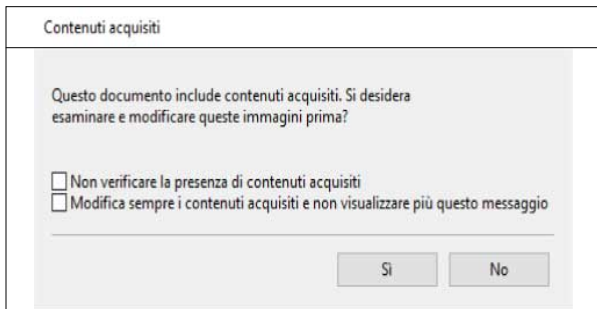 Contenuti acquisiti
Questo documento include contenuti acquisiti. Si desidera
esaminare e modificare queste immagini prima?
Non verificare la presenza di contenuti acquisiti
Modifica sempre i contenuti acquisiti e non visualizzare più questo messaggio
Sì
No